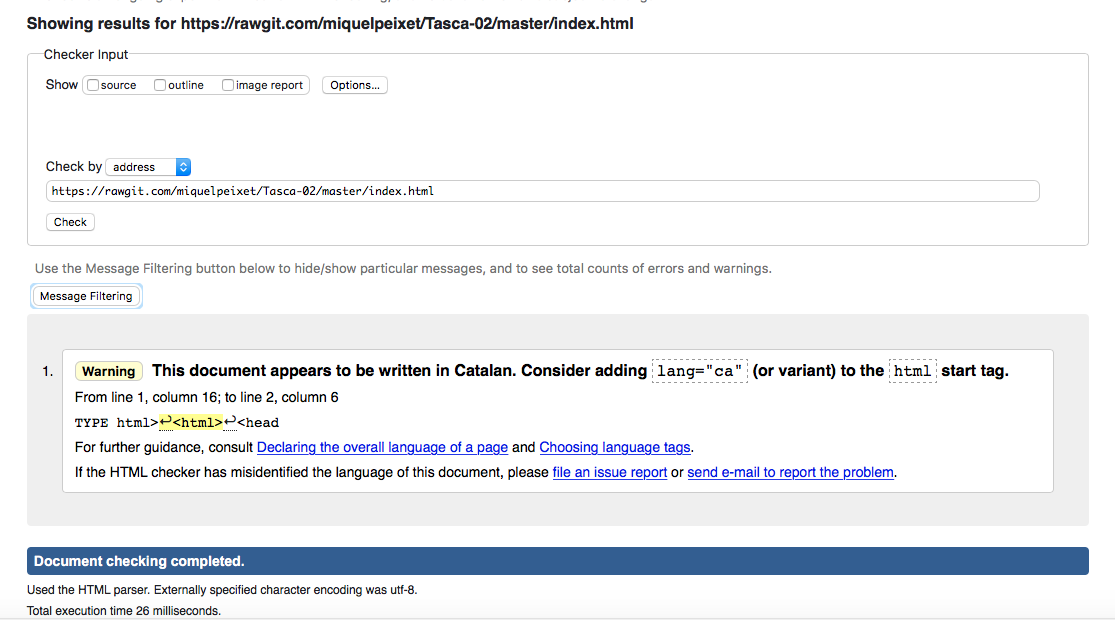 Showing results for https://rawgit.com/miquelpeixet/Tasca-02/master/index.html
Checker Input
Show source outline image report Options...
Check by address
https://rawgit.com/miquelpeixet/Tasca-02/master/index.html
Check
Use the Message Filtering button below to hide/show particular messages, and to see total counts of errors and warnings.
Message Filtering
1. Warning This document appears to be written in Catalan. Consider adding lang="ca" (or variant) to the html start tag.
From line 1, column 16; to line 2, column 6
TYPE html>↩<html>↩<head
For further guidance, consult Declaring the overall language of a page and Choosing language tags.
If the HTML checker has misidentified the language of this document, please file an issue report or send e-mail to report the problem.
Document checking completed.
Used the HTML parser. Externally specified character encoding was utf-8.
Total execution time 26 milliseconds.